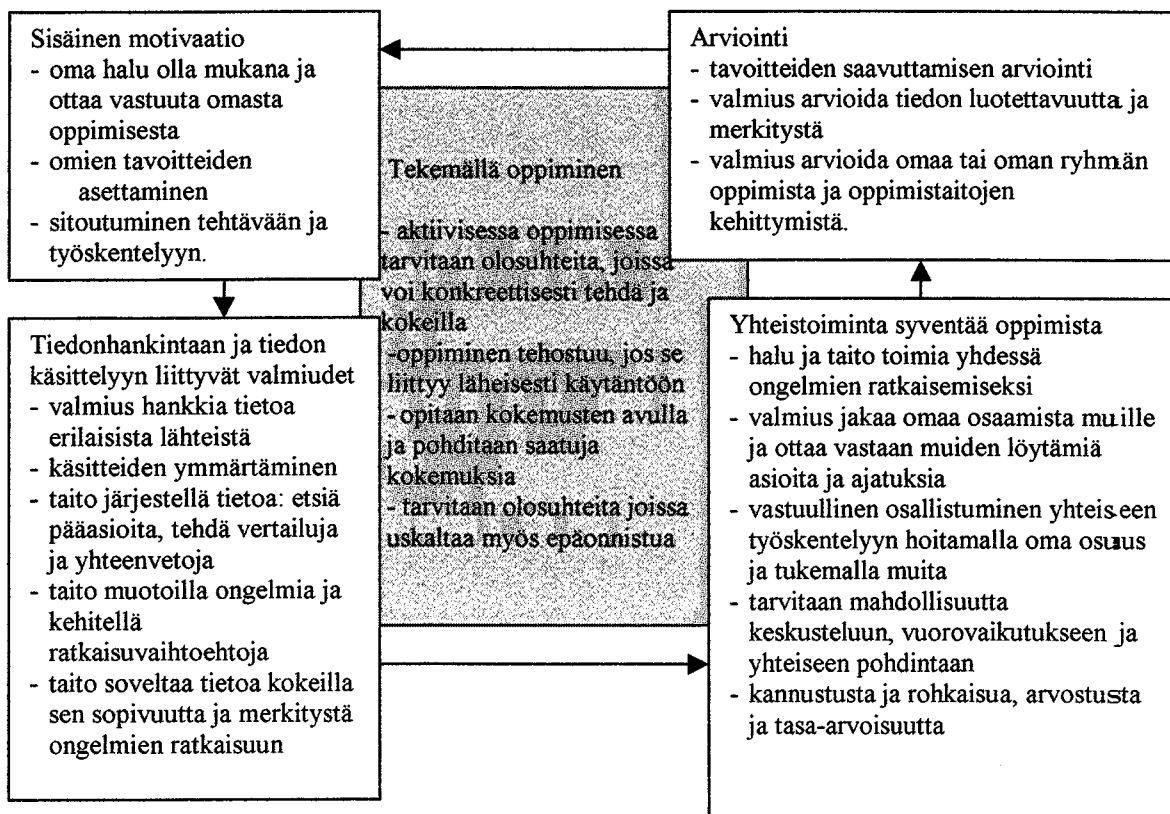 Sisäinen motivaatio
- oma halu olla mukana ja
ottaa vastuuta omasta
oppimisesta
- omien tavoitteiden
asettaminen
- sitoutuminen tehtävään ja
työskentelyyn.
Tiedonhankintaan ja tiedon
käsittelyyn liittyvät valmiudet
- valmius hankkia tietoa
erilaisista lähteistä
- käsitteiden ymmärtäminen
- taito järjestellä tietoa: etsiä
pääasioita, tehdä vertailuja
ja yhteenvetoja
- taito muotoilla ongelmia ja
kehitellä
ratkaisuvaihtoehtoja
- taito soveltaa tietoa kokeilla
sen sopivuutta ja merkitystä
ongelmien ratkaisuun
Tekemällä oppiminen
- aktiivisessa oppimisessa
tarvitaan olosuhteita, joissa
voi konkreettisesti tehdä ja
kokeilla
-oppiminen tehostuu, jos se
liittyy läheisesti käytäntöön
- opitaan kokemusten avulla
ja pohditaan saatuja
kokemuksia
- tarvitaan olosuhteita joissa
uskaltaa myös epäonnistua
Arviointi
- tavoitteiden saavuttamisen arviointi
- valmius arvioida tiedon luotettavuutta ja
merkitystä
- valmius arvioida omaa tai oman ryhmän
oppimista ja oppimistaitojen
kehittymistä.
Yhteistoiminta syventää oppimista
- halu ja taito toimia yhdessä
ongelmien ratkaisemiseksi
- valmius jakaa omaa osaamista muille
ja ottaa vastaan muiden löytämiä
asioita ja ajatuksia
- vastuullinen osallistuminen yhteiseen
työskentelyyn hoitamalla oma osuus
ja tukemalla muita
- tarvitaan mahdollisuutta
keskusteluun, vuorovaikutukseen ja
yhteiseen pohdintaan
- kannustusta ja rohkaisua, arvostusta
ja tasa-arvoisuutta